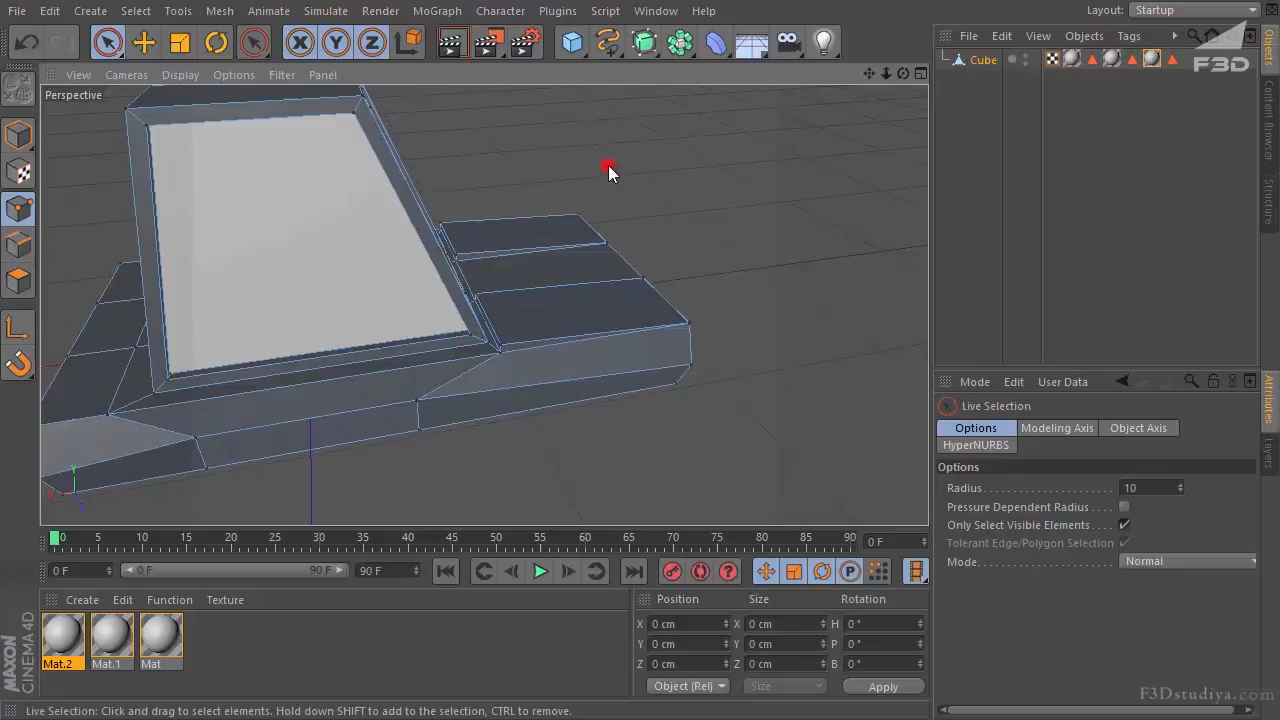 File Edit Create Select Tools Mesh Animate Simulate Render MoGraph Character Plugins Script Window Help
Layout: Startup
X Y Z
File Edit View Objects Tags
F3D
Cube
View Cameras Display Options Filter Panel
Perspective
Objects
Content Browser
Structure
Mode Edit User Data
Live Selection
Options Modeling Axis Object Axis
HyperNURBS
Options
Radius 10
Pressure Dependent Radius
Only Select Visible Elements
Tolerant Edge/Polygon Selection
Mode Normal
Attributes
Layers
Y
0 5 10 15 20 25 30 35 40 45 50 55 60 65 70 75 80 85 90 0 F
0 F 0 F 90 F 90 F
P
Create Edit Function Texture
Mat.2 Mat.1 Mat
Position Size Rotation
X 0 cm X 0 cm H 0 °
Y 0 cm Y 0 cm P 0 °
Z 0 cm Z 0 cm B 0 °
Object (Rel) Size Apply
MAXON
CINEMA 4D
F3Dstudiya.com
Live Selection: Click and drag to select elements. Hold down SHIFT to add to the selection, CTRL to remove.